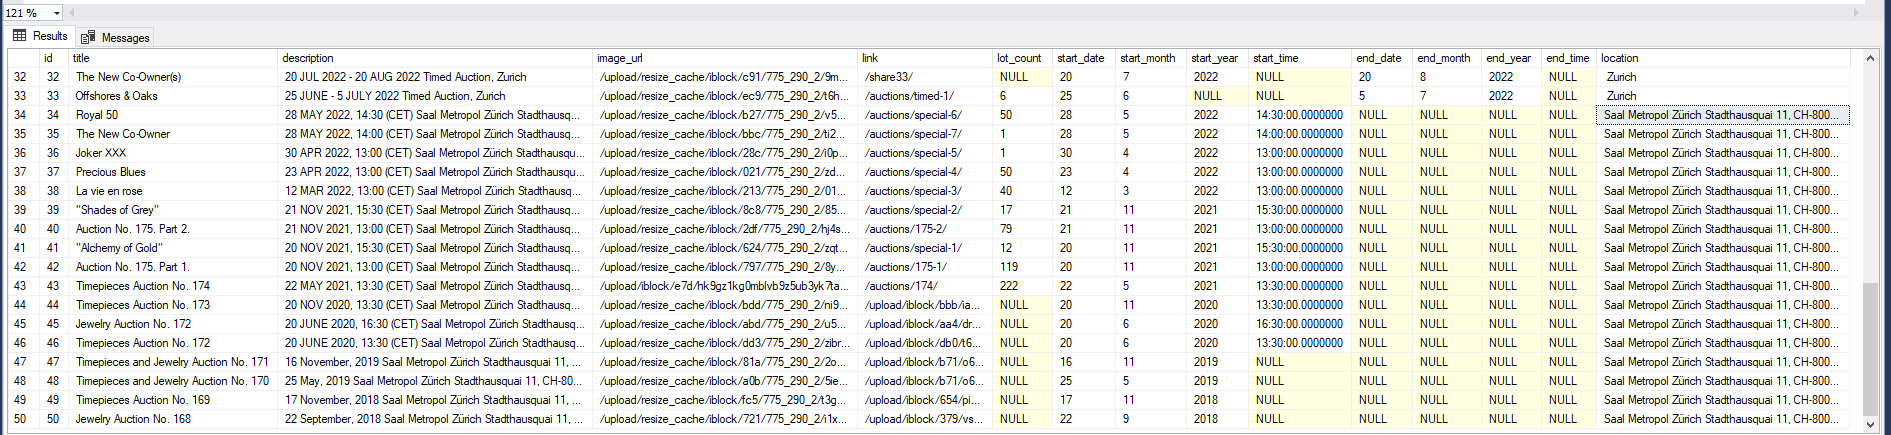 121 %
Results Messages
id title description image_url link lot_count start_date start_month start_year start_time end_date end_month end_year end_time location
32 32 The New Co-Owner(s) 20 JUL 2022 - 20 AUG 2022 Timed Auction, Zurich /upload/resize_cache/iblock/c91/775_290_2/9m... /share33/ NULL 20 7 2022 NULL 20 8 2022 NULL Zurich
33 33 Offshores & Oaks 25 JUNE - 5 JULY 2022 Timed Auction, Zurich /upload/resize_cache/iblock/ec9/775_290_2/t6h... /auctions/timed-1/ 6 25 6 NULL NULL 5 7 2022 NULL Zurich
34 34 Royal 50 28 MAY 2022, 14:30 (CET) Saal Metropol Zürich Stadthausq... /upload/resize_cache/iblock/b27/775_290_2/v5... /auctions/special-6/ 50 28 5 2022 14:30:00.0000000 NULL NULL NULL NULL Saal Metropol Zürich Stadthausquai 11, CH-800...
35 35 The New Co-Owner 28 MAY 2022, 14:00 (CET) Saal Metropol Zürich Stadthausq... /upload/resize_cache/iblock/bbc/775_290_2/ti2... /auctions/special-7/ 1 28 5 2022 14:00:00.0000000 NULL NULL NULL NULL Saal Metropol Zürich Stadthausquai 11, CH-800...
36 36 Joker XXX 30 APR 2022, 13:00 (CET) Saal Metropol Zürich Stadthausqu... /upload/resize_cache/iblock/28c/775_290_2/i0p... /auctions/special-5/ 1 30 4 2022 13:00:00.0000000 NULL NULL NULL NULL Saal Metropol Zürich Stadthausquai 11, CH-800...
37 37 Precious Blues 23 APR 2022, 13:00 (CET) Saal Metropol Zürich Stadthausqu... /upload/resize_cache/iblock/021/775_290_2/zd... /auctions/special-4/ 50 23 4 2022 13:00:00.0000000 NULL NULL NULL NULL Saal Metropol Zürich Stadthausquai 11, CH-800...
38 38 La vie en rose 12 MAR 2022, 13:00 (CET) Saal Metropol Zürich Stadthausq... /upload/resize_cache/iblock/213/775_290_2/01... /auctions/special-3/ 40 12 3 2022 13:00:00.0000000 NULL NULL NULL NULL Saal Metropol Zürich Stadthausquai 11, CH-800...
39 39 "Shades of Grey" 21 NOV 2021, 15:30 (CET) Saal Metropol Zürich Stadthausq... /upload/resize_cache/iblock/8c8/775_290_2/85... /auctions/special-2/ 17 21 11 2021 15:30:00.0000000 NULL NULL NULL NULL Saal Metropol Zürich Stadthausquai 11, CH-800...
40 40 Auction No. 175. Part 2. 21 NOV 2021, 13:00 (CET) Saal Metropol Zürich Stadthausq... /upload/resize_cache/iblock/2df/775_290_2/hj4s... /auctions/175-2/ 79 21 11 2021 13:00:00.0000000 NULL NULL NULL NULL Saal Metropol Zürich Stadthausquai 11, CH-800...
41 41 "Alchemy of Gold" 20 NOV 2021, 15:30 (CET) Saal Metropol Zürich Stadthausq... /upload/resize_cache/iblock/624/775_290_2/zqt... /auctions/special-1/ 12 20 11 2021 15:30:00.0000000 NULL NULL NULL NULL Saal Metropol Zürich Stadthausquai 11, CH-800...
42 42 Auction No. 175. Part 1. 20 NOV 2021, 13:00 (CET) Saal Metropol Zürich Stadthausq... /upload/resize_cache/iblock/797/775_290_2/8y... /auctions/175-1/ 119 20 11 2021 13:00:00.0000000 NULL NULL NULL NULL Saal Metropol Zürich Stadthausquai 11, CH-800...
43 43 Timepieces Auction No. 174 22 MAY 2021, 13:30 (CET) Saal Metropol Zürich Stadthausq... /upload/iblock/e7d/hk9gz1kg0mblvb9z5ub3yk7ta... /auctions/174/ 222 22 5 2021 13:30:00.0000000 NULL NULL NULL NULL Saal Metropol Zürich Stadthausquai 11, CH-800...
44 44 Timepieces Auction No. 173 20 NOV 2020, 13:30 (CET) Saal Metropol Zürich Stadthausq... /upload/resize_cache/iblock/bdd/775_290_2/ni9... /upload/iblock/bbb/ia... NULL 20 11 2020 13:30:00.0000000 NULL NULL NULL NULL Saal Metropol Zürich Stadthausquai 11, CH-800...
45 45 Jewelry Auction No. 172 20 JUNE 2020, 16:30 (CET) Saal Metropol Zürich Stadthaus... /upload/resize_cache/iblock/abd/775_290_2/u5... /upload/iblock/aa4/dr... NULL 20 6 2020 16:30:00.0000000 NULL NULL NULL NULL Saal Metropol Zürich Stadthausquai 11, CH-800...
46 46 Timepieces Auction No. 172 20 JUNE 2020, 13:30 (CET) Saal Metropol Zürich Stadthaus... /upload/resize_cache/iblock/dd3/775_290_2/zibr... /upload/iblock/db0/t6... NULL 20 6 2020 13:30:00.0000000 NULL NULL NULL NULL Saal Metropol Zürich Stadthausquai 11, CH-800...
47 47 Timepieces and Jewelry Auction No. 171 16 November, 2019 Saal Metropol Zürich Stadthausquai 11, ... /upload/resize_cache/iblock/81a/775_290_2/2o... /upload/iblock/b71/o6... NULL 16 11 2019 NULL NULL NULL NULL NULL Saal Metropol Zürich Stadthausquai 11, CH-800...
48 48 Timepieces and Jewelry Auction No. 170 25 May, 2019 Saal Metropol Zürich Stadthausquai 11, CH-80... /upload/resize_cache/iblock/a0b/775_290_2/5ie... /upload/iblock/b71/o6... NULL 25 5 2019 NULL NULL NULL NULL NULL Saal Metropol Zürich Stadthausquai 11, CH-800...
49 49 Timepieces Auction No. 169 17 November, 2018 Saal Metropol Zürich Stadthausquai 11, ... /upload/resize_cache/iblock/fc5/775_290_2/t3g... /upload/iblock/654/pi... NULL 17 11 2018 NULL NULL NULL NULL NULL Saal Metropol Zürich Stadthausquai 11, CH-800...
50 50 Jewelry Auction No. 168 22 September, 2018 Saal Metropol Zürich Stadthausquai 11, ... /upload/resize_cache/iblock/721/775_290_2/i1x... /upload/iblock/379/vs... NULL 22 9 2018 NULL NULL NULL NULL NULL Saal Metropol Zürich Stadthausquai 11, CH-800...